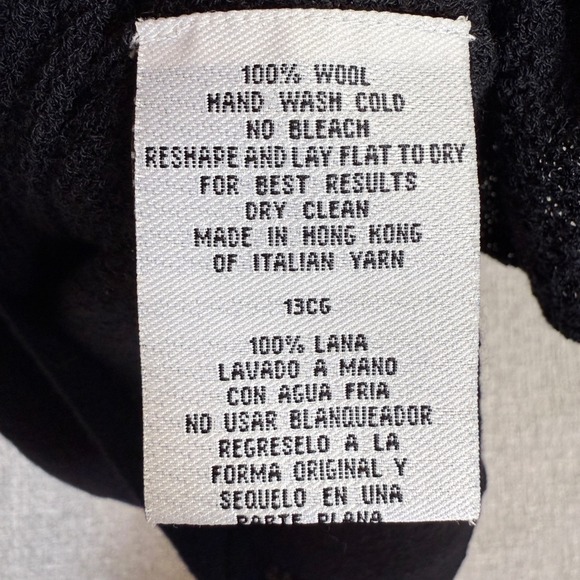 100% WOOL
HAND WASH COLD
NO BLEACH
RESHAPE AND LAY FLAT TO DRY
FOR BEST RESULTS
DRY CLEAN
MADE IN HONG KONG
OF ITALIAN YARN
13CG
100% LANA
LAVADO A MANO
CON AGUA FRIA
NO USAR BLANQUEADOR
REGRESELO A LA
FORMA ORIGINAL Y
SEQUELO EN UNA
PARTE PLANA